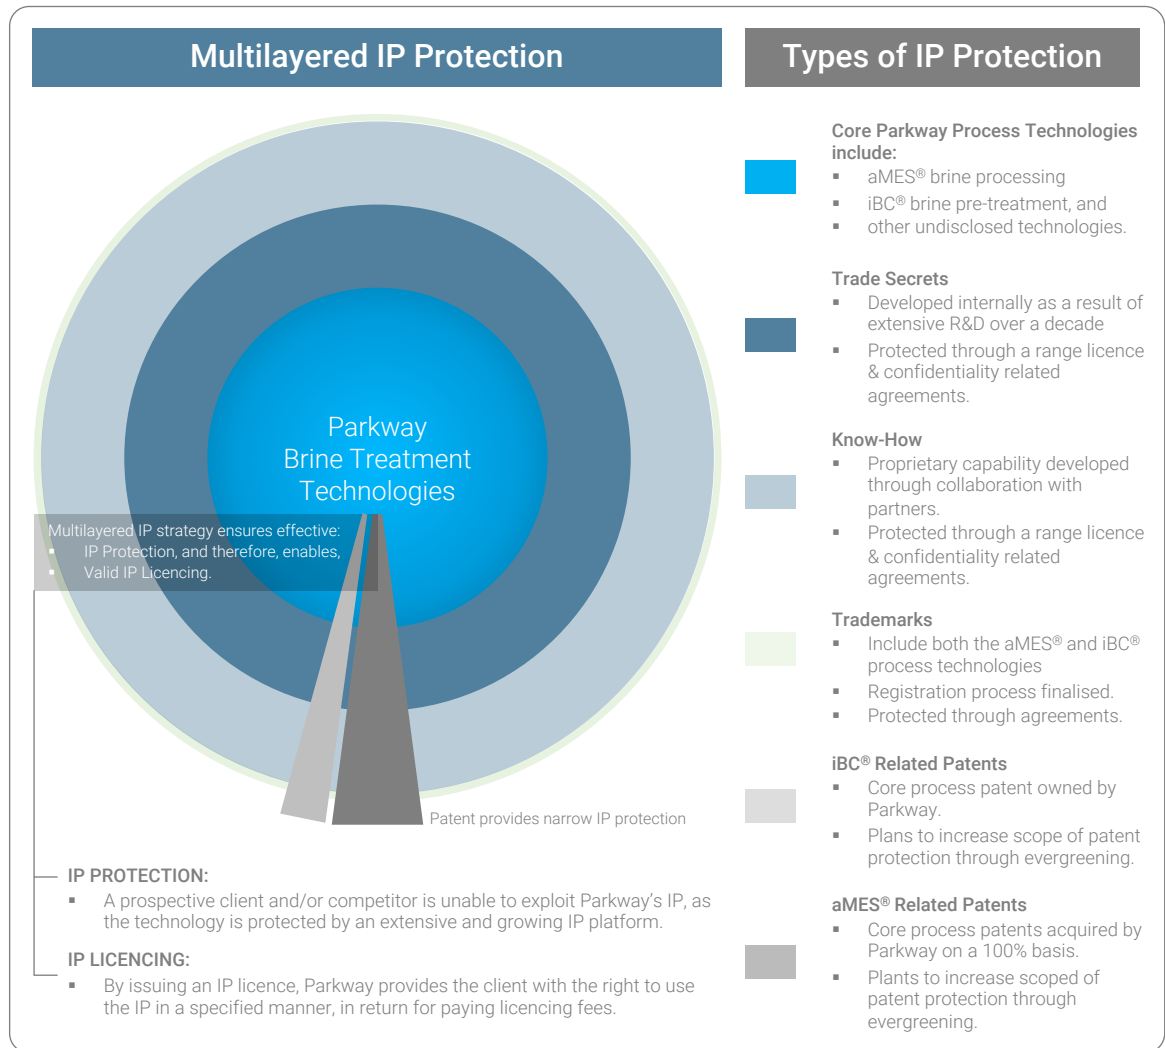 Multilayered IP Protection
Parkway
Brine Treatment
Technologies
Multilayered IP strategy ensures effective:
▪ IP Protection, and therefore, enables,
▪ Valid IP Licencing.
Patent provides narrow IP protection
IP PROTECTION:
▪ A prospective client and/or competitor is unable to exploit Parkway's IP, as
the technology is protected by an extensive and growing IP platform.
IP LICENCING:
▪ By issuing an IP licence, Parkway provides the client with the right to use
the IP in a specified manner, in return for paying licencing fees.
Types of IP Protection
Core Parkway Process Technologies
include:
▪ aMES® brine processing
▪ iBC® brine pre-treatment, and
▪ other undisclosed technologies.
Trade Secrets
▪ Developed internally as a result of
extensive R&D over a decade
▪ Protected through a range licence
& confidentiality related
agreements.
Know-How
▪ Proprietary capability developed
through collaboration with
partners.
▪ Protected through a range licence
& confidentiality related
agreements.
Trademarks
▪ Include both the aMES® and iBC®
process technologies
▪ Registration process finalised.
▪ Protected through agreements.
iBC® Related Patents
▪ Core process patent owned by
Parkway.
▪ Plans to increase scope of patent
protection through evergreening.
aMES® Related Patents
▪ Core process patents acquired by
Parkway on a 100% basis.
▪ Plants to increase scoped of
patent protection through
evergreening.